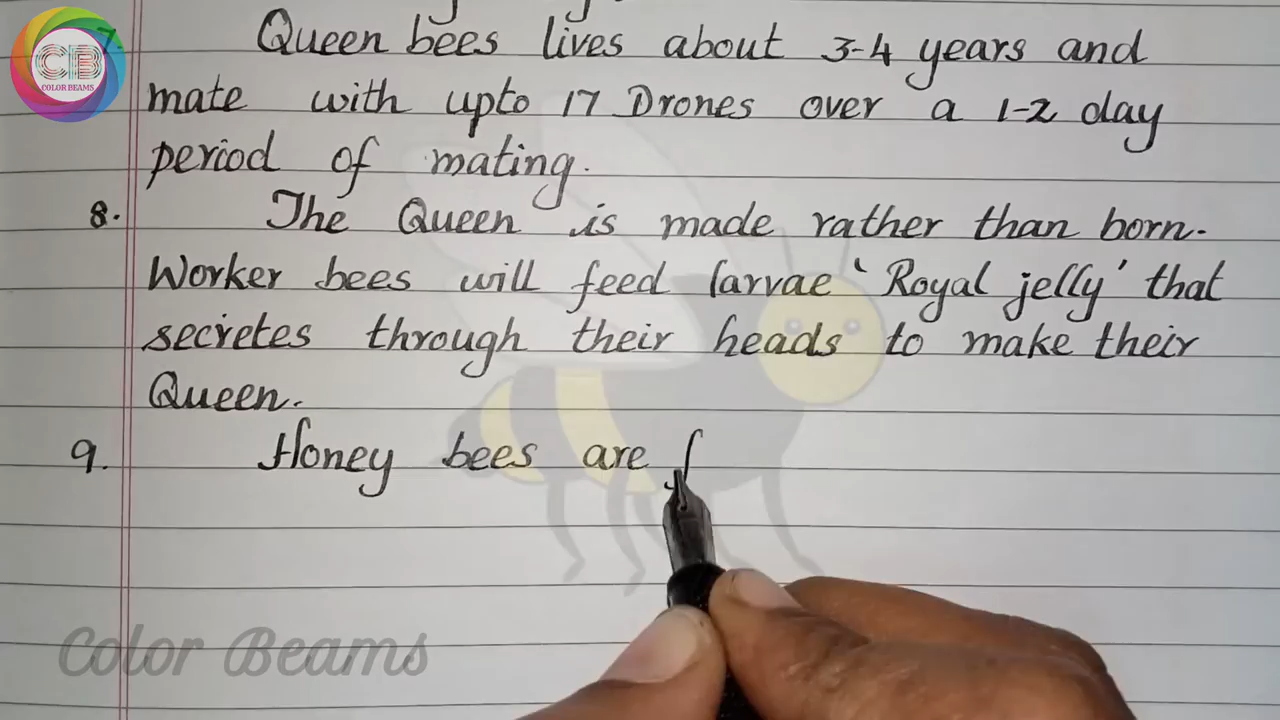 CB
COLOR BEAMS
7.
Queen bees lives about 3-4 years and
mate with upto 17 Drones over a 1-2 day
period of mating.
8. The Queen is made rather than born.
Worker bees will feed larvae ‘Royal jelly’ that
secretes through their heads to make their
Queen.
9. Honey bees are f
Color Beams